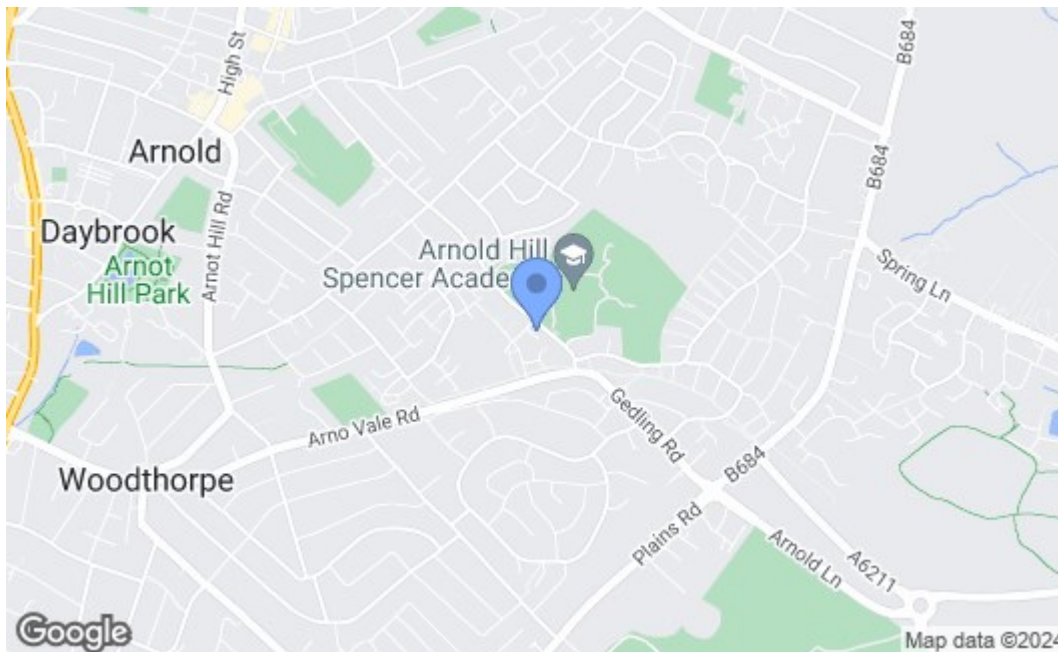 High St
B684
Arnold
B684
Arnot Hill Rd
Daybrook
Arnot
Hill Park
Arnold Hill
Spencer Acade
Spring Ln
Gedling Rd
Arno Vale Rd
Woodthorpe
B684
Plains Rd
Arnold Ln
A6211
Google
Map data ©2024